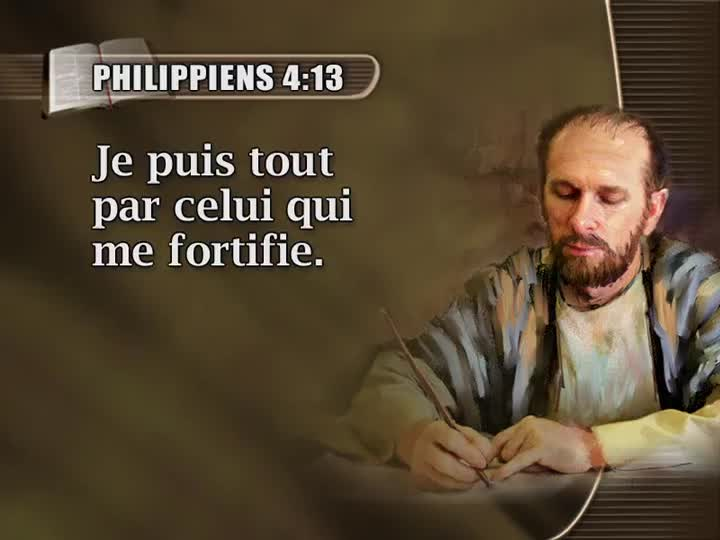 PHILIPPIENS 4:13
Je puis tout
par celui qui
me fortifie.